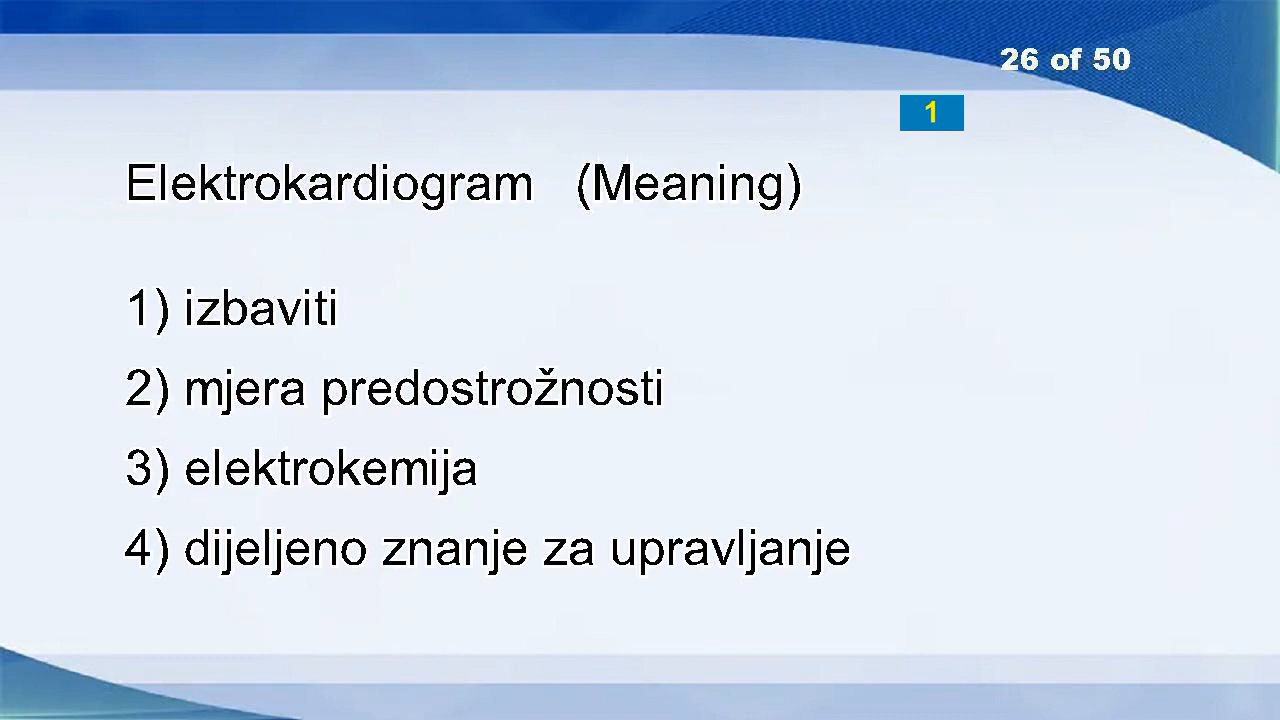 26 of 50
1
Elektrokardiogram (Meaning)
1) izbaviti
2) mjera predostrožnosti
3) elektrokemija
4) dijeljeno znanje za upravljanje